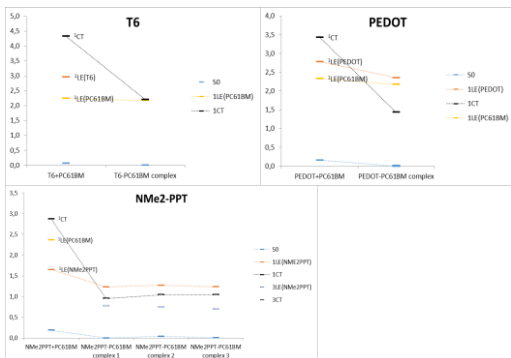 T6
5,0
4,5
4,0
3,5
3,0
2,5
2,0
1,5
1,0
0,5
0,0
¹CT
¹LE(T6)
¹LE(PC61BM)
T6+PC61BM
T6-PC61BM complex
S0
1LE(PC61BM)
1CT
PEDOT
4,0
3,5
3,0
2,5
2,0
1,5
1,0
0,5
0,0
¹CT
¹LE(PEDOT)
¹LE(PC61BM)
PEDOT+PC61BM
PEDOT-PC61BM complex
S0
1LE(PEDOT)
1CT
1LE(PC61BM)
NMe2-PPT
3,5
3,0
2,5
2,0
1,5
1,0
0,5
0,0
¹CT
¹LE(PC61BM)
¹LE(NMe2PPT)
NMe2PPT+PC61BM
NMe2PPT-PC61BM
complex 1
NMe2PPT-PC61BM
complex 2
NMe2PPT-PC61BM
complex 3
S0
1LE(NME2PPT)
1CT
3LE(NMe2PPT)
3CT